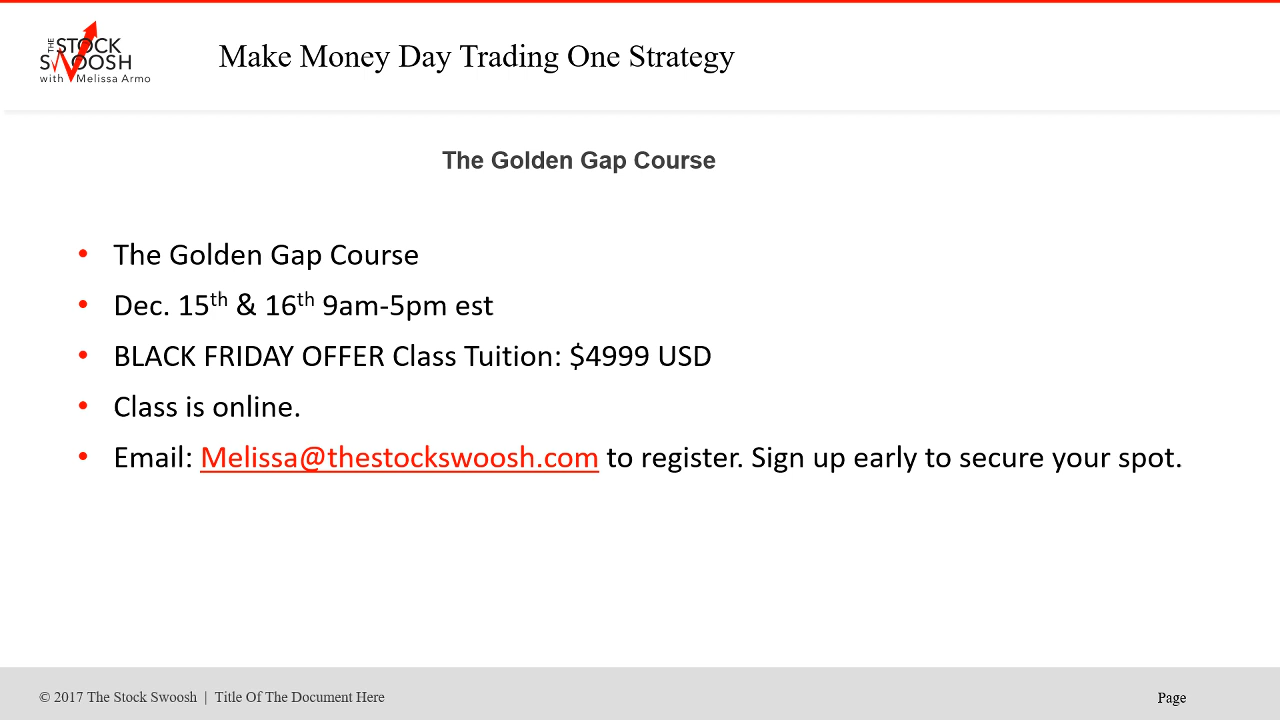 THE STOCK
SWOOSH
with Melissa Armo
Make Money Day Trading One Strategy
The Golden Gap Course
• The Golden Gap Course
• Dec. 15th & 16th 9am-5pm est
• BLACK FRIDAY OFFER Class Tuition: $4999 USD
• Class is online.
• Email: Melissa@thestockswoosh.com to register. Sign up early to secure your spot.
© 2017 The Stock Swoosh | Title Of The Document Here
Page